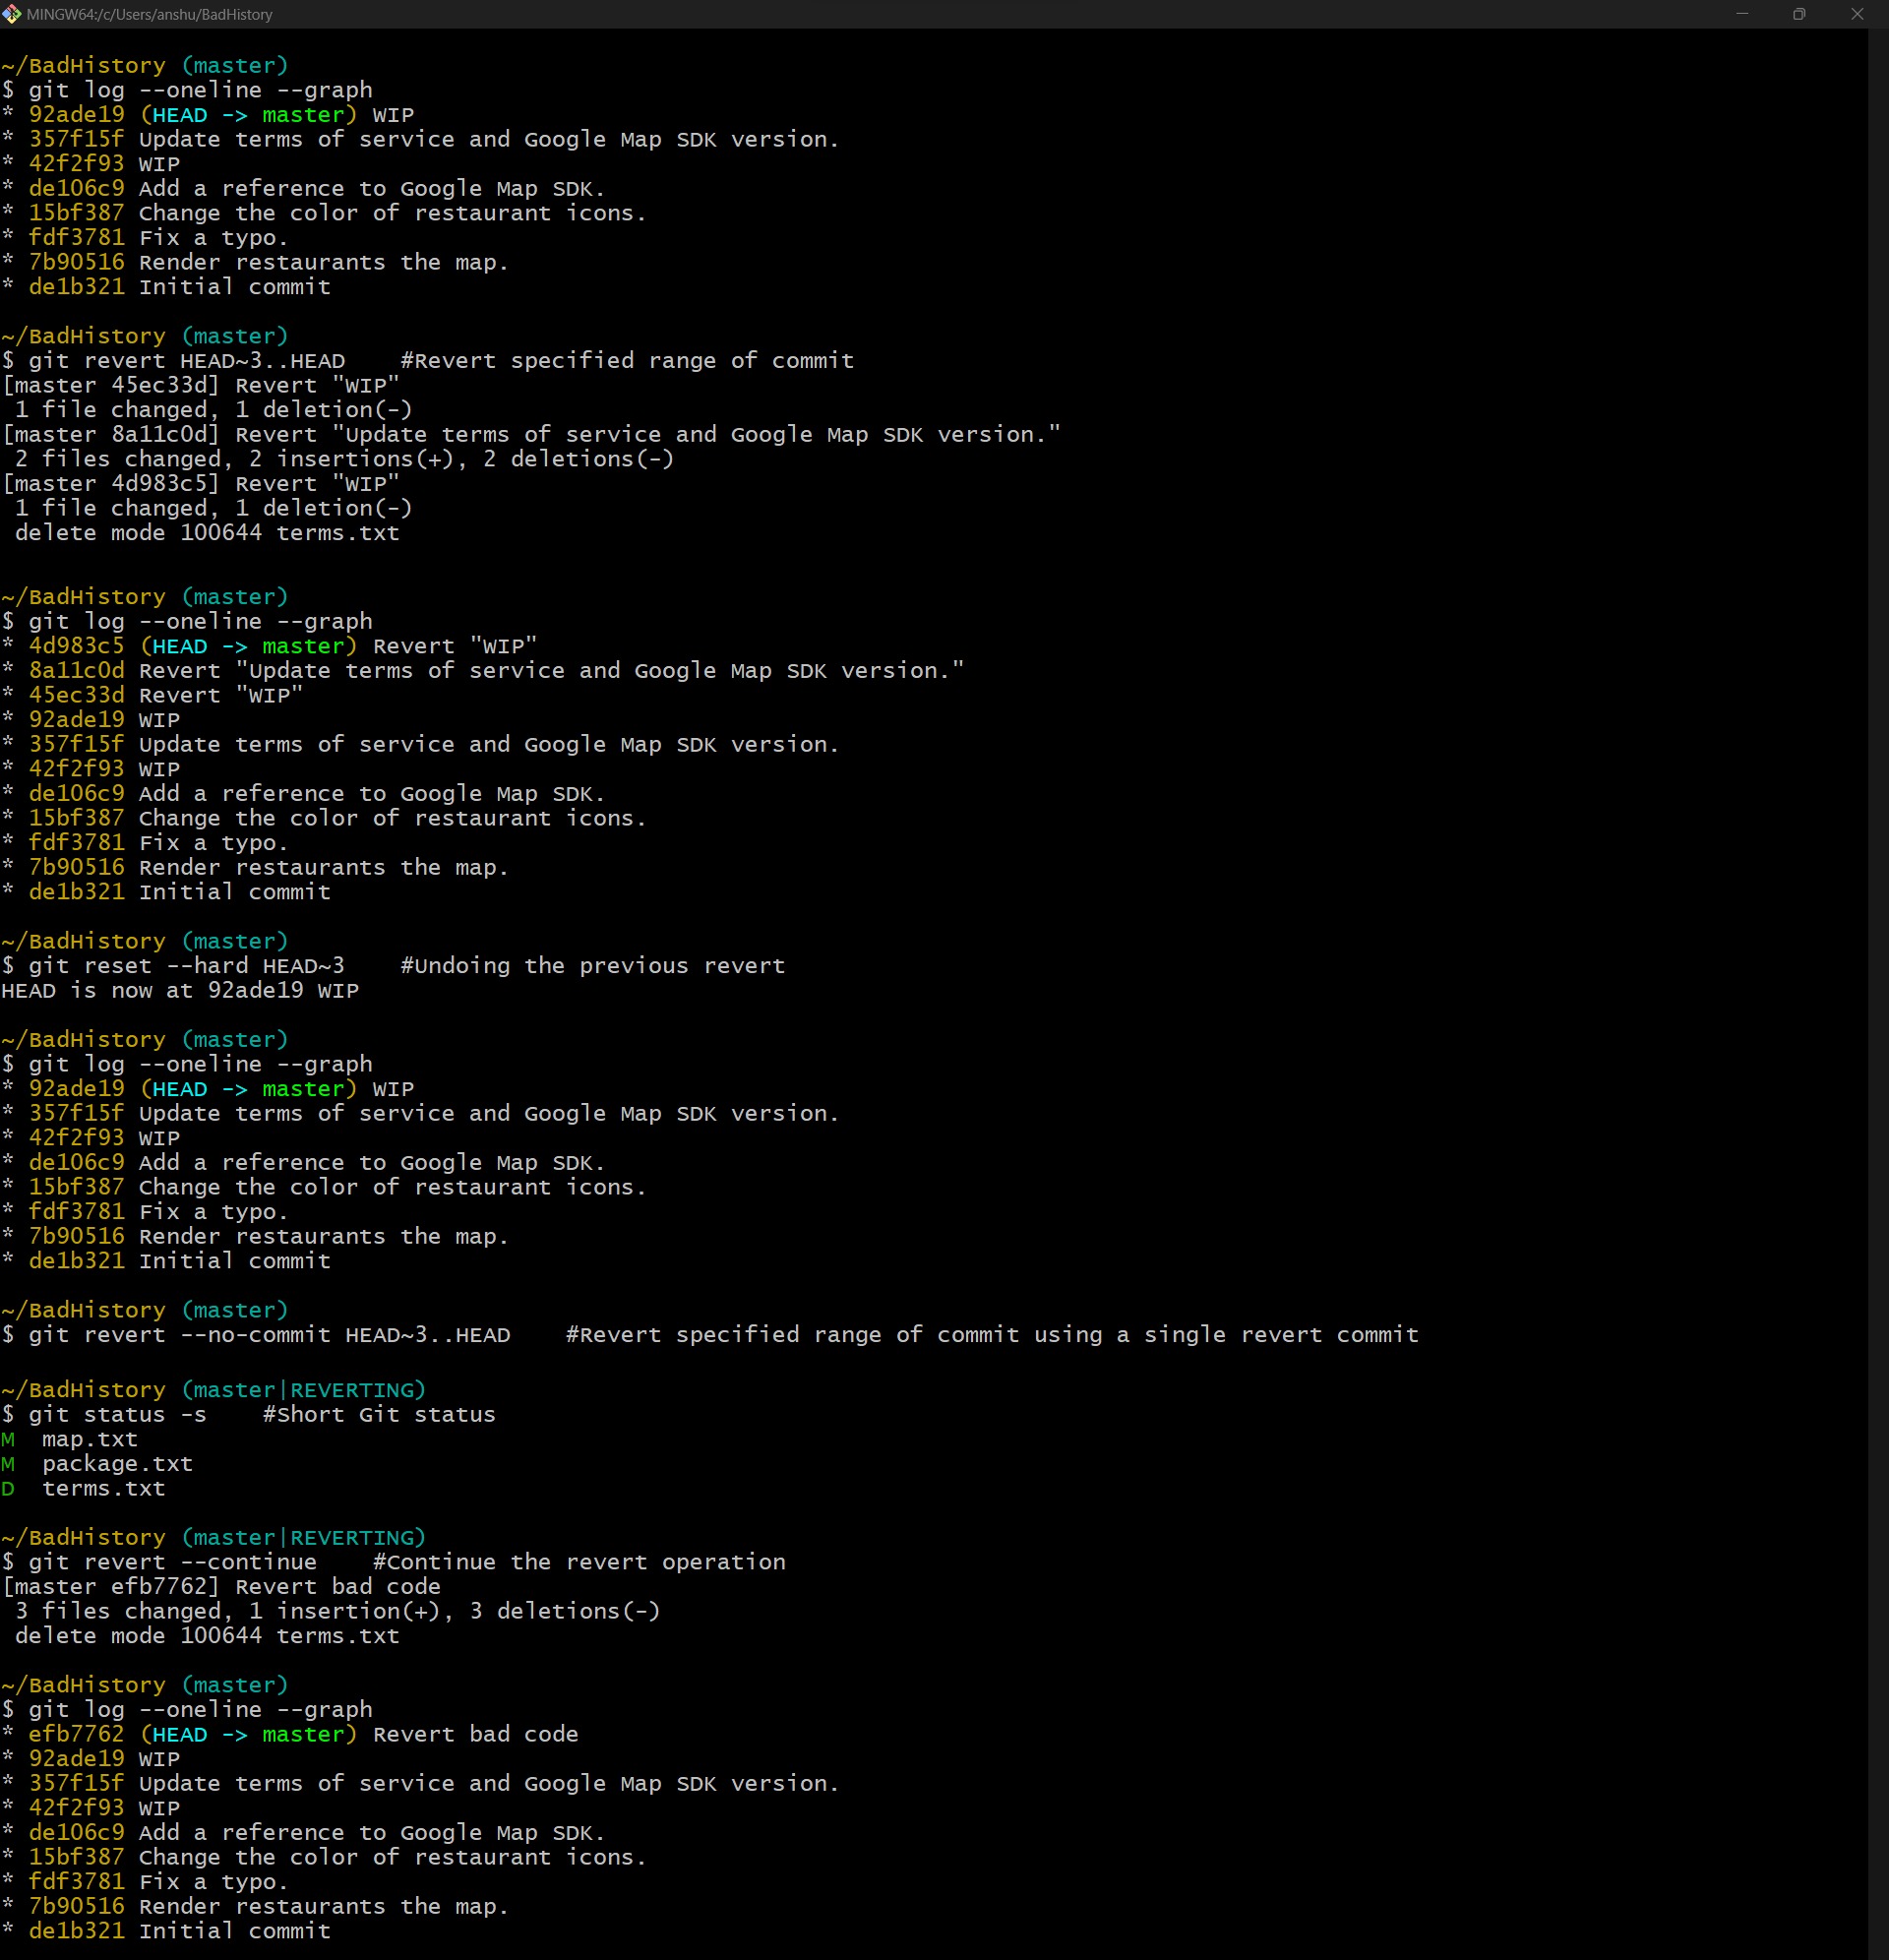 MINGW64:/c/Users/anshu/BadHistory
~/BadHistory (master)
$ git log --oneline --graph
* 92ade19 (HEAD -> master) WIP
* 357f15f Update terms of service and Google Map SDK version.
* 42f2f93 WIP
* de106c9 Add a reference to Google Map SDK.
* 15bf387 Change the color of restaurant icons.
* fdf3781 Fix a typo.
* 7b90516 Render restaurants the map.
* de1b321 Initial commit
~/BadHistory (master)
$ git revert HEAD~3..HEAD    #Revert specified range of commit
[master 45ec33d] Revert "WIP"
 1 file changed, 1 deletion(-)
[master 8a11c0d] Revert "Update terms of service and Google Map SDK version."
 2 files changed, 2 insertions(+), 2 deletions(-)
[master 4d983c5] Revert "WIP"
 1 file changed, 1 deletion(-)
 delete mode 100644 terms.txt
~/BadHistory (master)
$ git log --oneline --graph
* 4d983c5 (HEAD -> master) Revert "WIP"
* 8a11c0d Revert "Update terms of service and Google Map SDK version."
* 45ec33d Revert "WIP"
* 92ade19 WIP
* 357f15f Update terms of service and Google Map SDK version.
* 42f2f93 WIP
* de106c9 Add a reference to Google Map SDK.
* 15bf387 Change the color of restaurant icons.
* fdf3781 Fix a typo.
* 7b90516 Render restaurants the map.
* de1b321 Initial commit
~/BadHistory (master)
$ git reset --hard HEAD~3    #Undoing the previous revert
HEAD is now at 92ade19 WIP
~/BadHistory (master)
$ git log --oneline --graph
* 92ade19 (HEAD -> master) WIP
* 357f15f Update terms of service and Google Map SDK version.
* 42f2f93 WIP
* de106c9 Add a reference to Google Map SDK.
* 15bf387 Change the color of restaurant icons.
* fdf3781 Fix a typo.
* 7b90516 Render restaurants the map.
* de1b321 Initial commit
~/BadHistory (master)
$ git revert --no-commit HEAD~3..HEAD    #Revert specified range of commit using a single revert commit
~/BadHistory (master|REVERTING)
$ git status -s    #Short Git status
M  map.txt
M  package.txt
D  terms.txt
~/BadHistory (master|REVERTING)
$ git revert --continue    #Continue the revert operation
[master efb7762] Revert bad code
 3 files changed, 1 insertion(+), 3 deletions(-)
 delete mode 100644 terms.txt
~/BadHistory (master)
$ git log --oneline --graph
* efb7762 (HEAD -> master) Revert bad code
* 92ade19 WIP
* 357f15f Update terms of service and Google Map SDK version.
* 42f2f93 WIP
* de106c9 Add a reference to Google Map SDK.
* 15bf387 Change the color of restaurant icons.
* fdf3781 Fix a typo.
* 7b90516 Render restaurants the map.
* de1b321 Initial commit